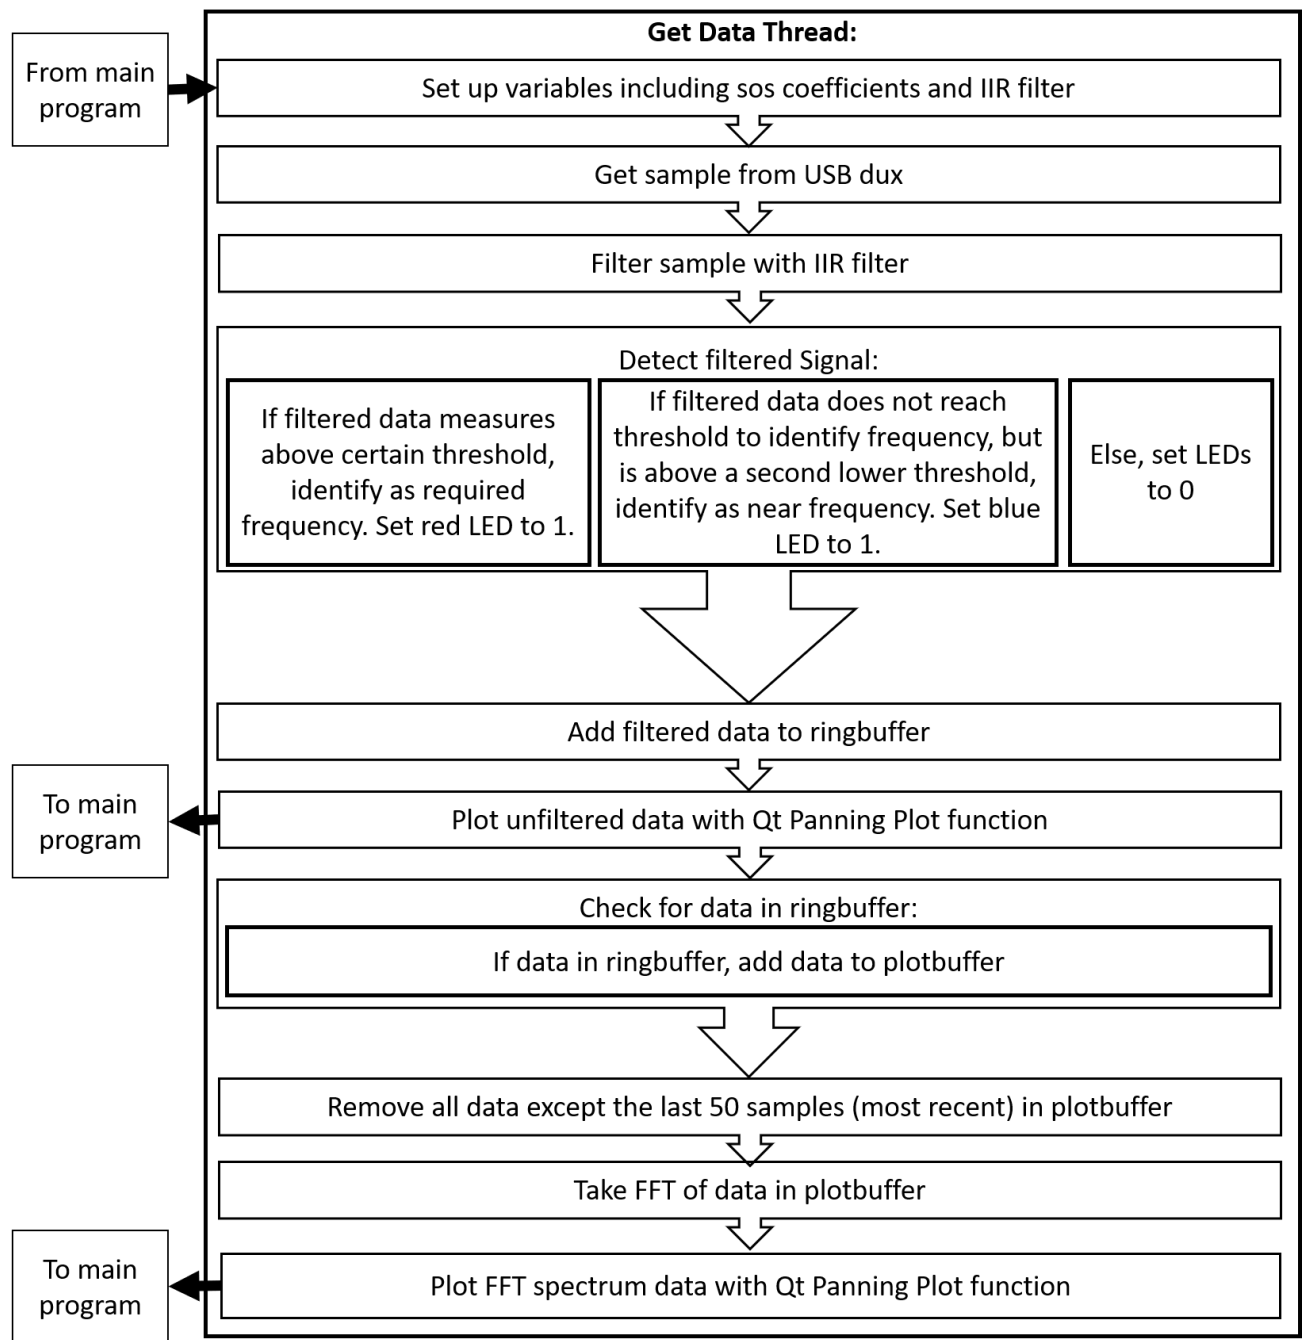 Get Data Thread:
From main
program
Set up variables including sos coefficients and IIR filter
Get sample from USB dux
Filter sample with IIR filter
Detect filtered Signal:
If filtered data measures
above certain threshold,
identify as required
frequency. Set red LED to 1.
If filtered data does not reach
threshold to identify frequency, but
is above a second lower threshold,
identify as near frequency. Set blue
LED to 1.
Else, set LEDs
to 0
Add filtered data to ringbuffer
To main
program
Plot unfiltered data with Qt Panning Plot function
Check for data in ringbuffer:
If data in ringbuffer, add data to plotbuffer
Remove all data except the last 50 samples (most recent) in plotbuffer
Take FFT of data in plotbuffer
To main
program
Plot FFT spectrum data with Qt Panning Plot function